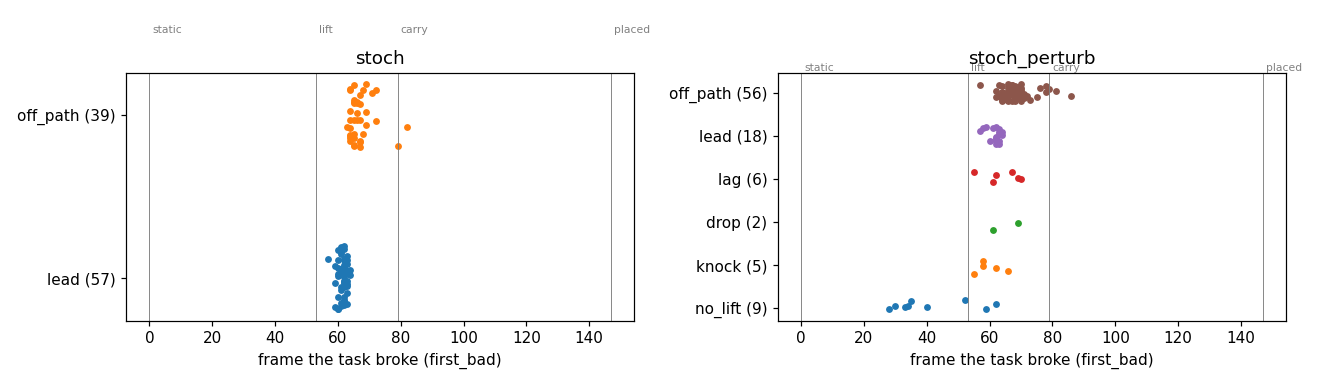 static lift carry placed
stoch
off_path (39)
lead (57)
0 20 40 60 80 100 120 140
frame the task broke (first_bad)
stoch_perturb
static lift carry placed
off_path (56)
lead (18)
lag (6)
drop (2)
knock (5)
no_lift (9)
0 20 40 60 80 100 120 140
frame the task broke (first_bad)